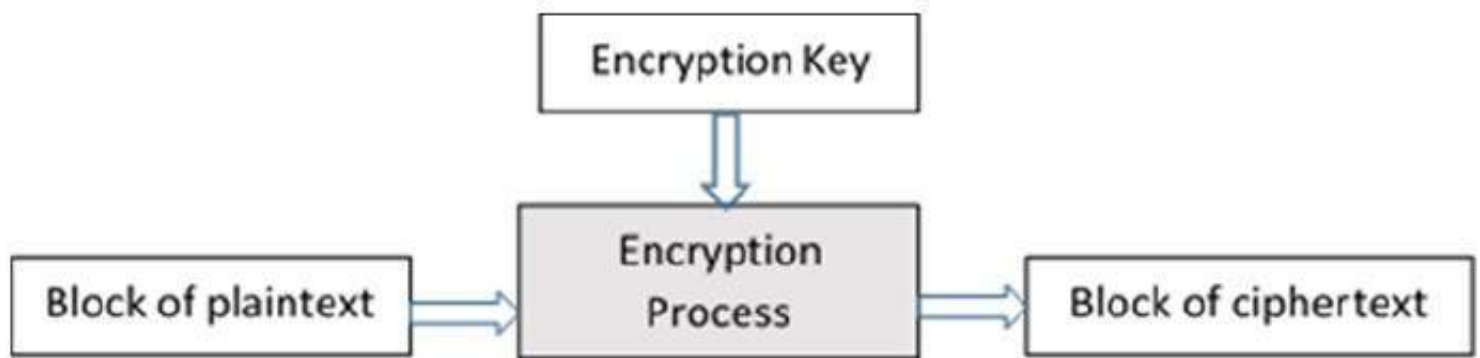 Encryption Key
Encryption
Process
Block of plaintext
Block of ciphertext